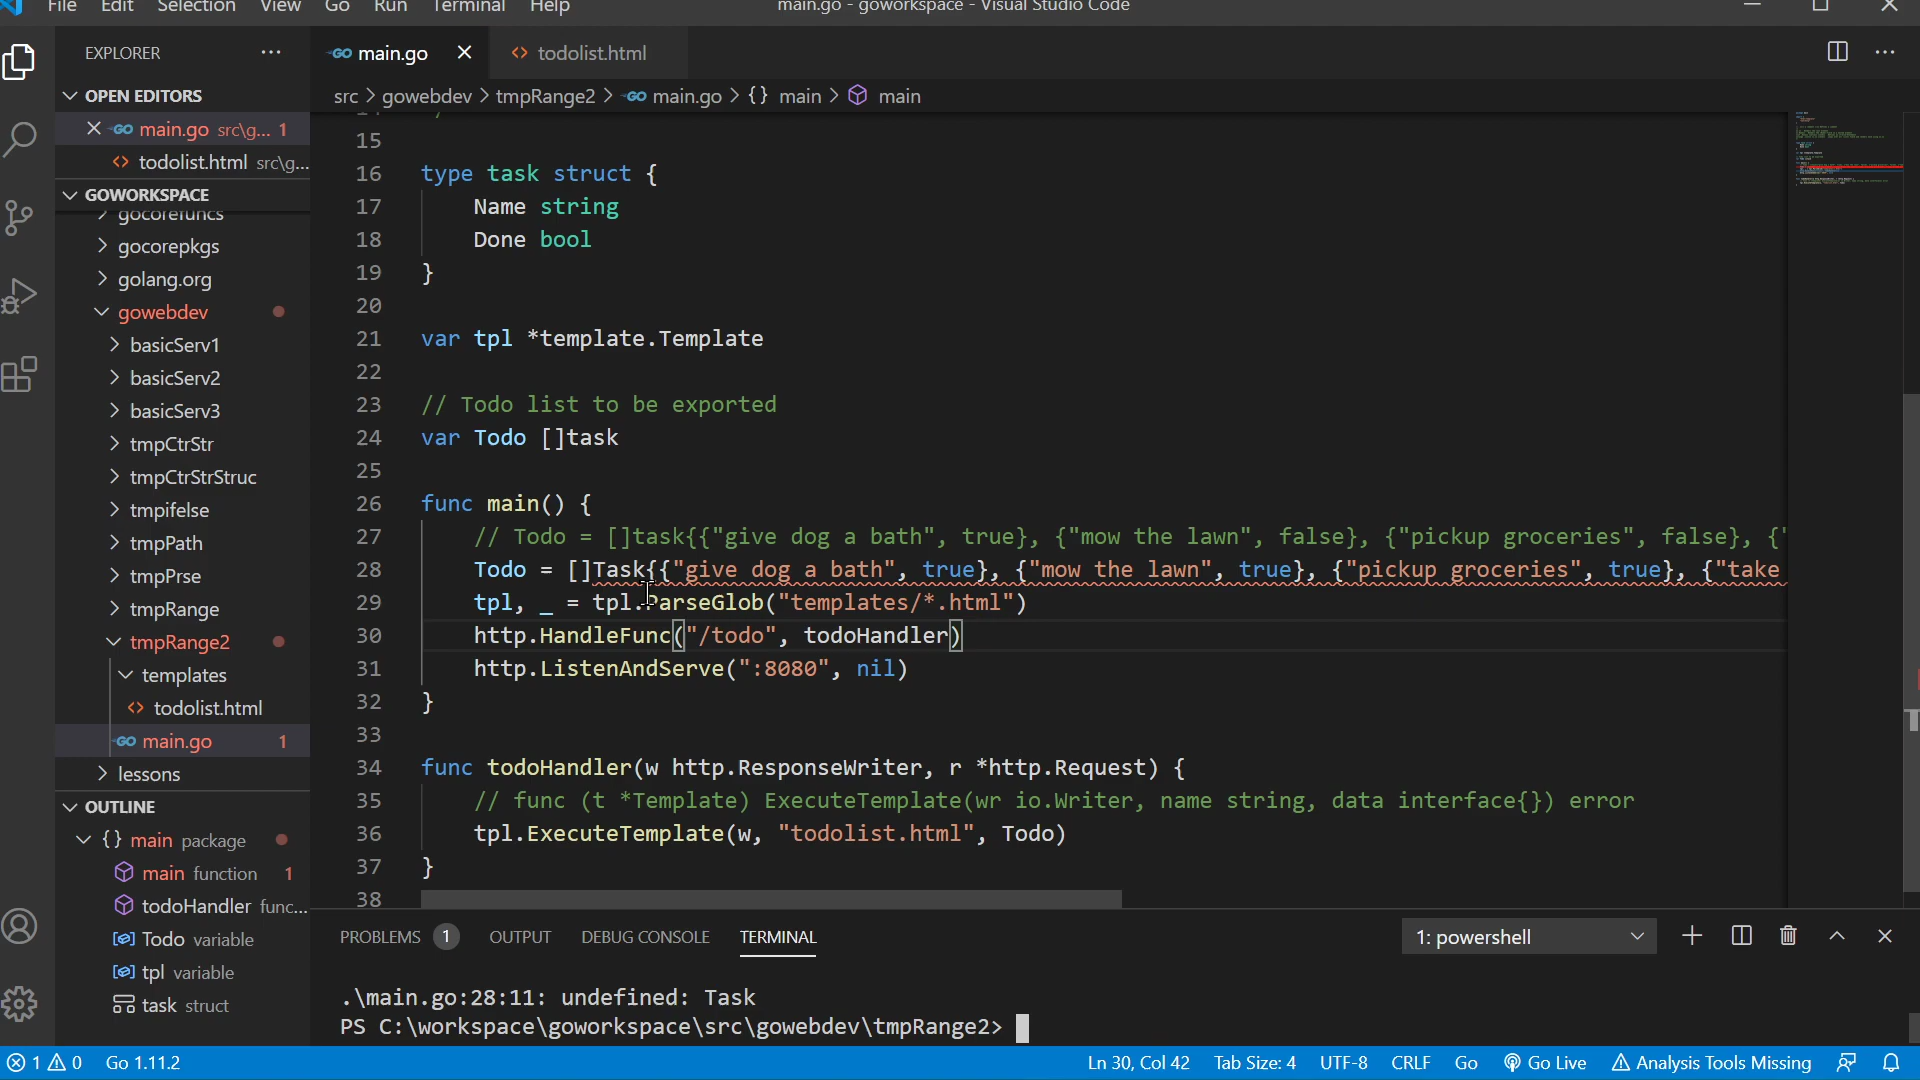 File Edit Selection View Go Run Terminal Help
main.go - goworkspace - Visual Studio Code
EXPLORER
OPEN EDITORS
main.go src\g... 1
todolist.html src\g...
GOWORKSPACE
gocorefuncs
gocorepkgs
golang.org
gowebdev
basicServ1
basicServ2
basicServ3
tmpCtrStr
tmpCtrStrStruc
tmpifelse
tmpPath
tmpPrse
tmpRange
tmpRange2
templates
todolist.html
main.go 1
lessons
OUTLINE
{} main package
main function 1
todoHandler func...
Todo variable
tpl variable
task struct
main.go
todolist.html
src > gowebdev > tmpRange2 > main.go > {} main > main
15
16 type task struct {
17 Name string
18 Done bool
19 }
20
21 var tpl *template.Template
22
23 // Todo list to be exported
24 var Todo []task
25
26 func main() {
27 // Todo = []task{{"give dog a bath", true}, {"mow the lawn", false}, {"pickup groceries", false}, {"
28 Todo = []Task{{"give dog a bath", true}, {"mow the lawn", true}, {"pickup groceries", true}, {"take
29 tpl, _ = tpl.ParseGlob("templates/*.html")
30 http.HandleFunc("/todo", todoHandler)
31 http.ListenAndServe(":8080", nil)
32 }
33
34 func todoHandler(w http.ResponseWriter, r *http.Request) {
35 // func (t *Template) ExecuteTemplate(wr io.Writer, name string, data interface{}) error
36 tpl.ExecuteTemplate(w, "todolist.html", Todo)
37 }
38
PROBLEMS 1 OUTPUT DEBUG CONSOLE TERMINAL
1: powershell
.\main.go:28:11: undefined: Task
PS C:\workspace\goworkspace\src\gowebdev\tmpRange2>
1 0 Go 1.11.2
Ln 30, Col 42 Tab Size: 4 UTF-8 CRLF Go Go Live Analysis Tools Missing